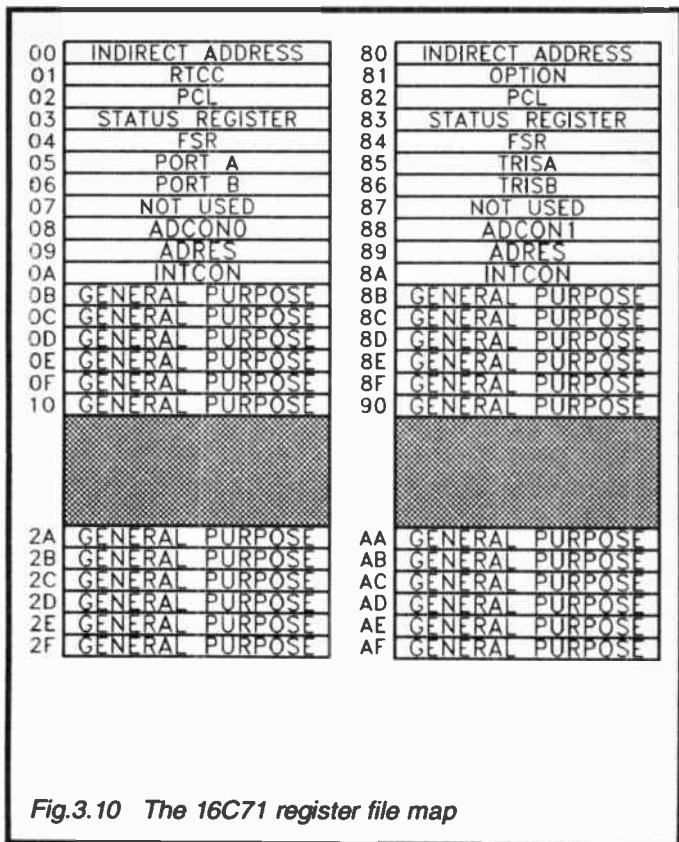 00 INDIRECT ADDRESS
01 RTCC
02 PCL
03 STATUS REGISTER
04 FSR
05 PORT A
06 PORT B
07 NOT USED
08 ADCON0
09 ADRES
0A INTCON
0B GENERAL PURPOSE
0C GENERAL PURPOSE
0D GENERAL PURPOSE
0E GENERAL PURPOSE
0F GENERAL PURPOSE
10 GENERAL PURPOSE
2A GENERAL PURPOSE
2B GENERAL PURPOSE
2C GENERAL PURPOSE
2D GENERAL PURPOSE
2E GENERAL PURPOSE
2F GENERAL PURPOSE
80 INDIRECT ADDRESS
81 OPTION
82 PCL
83 STATUS REGISTER
84 FSR
85 TRISA
86 TRISB
87 NOT USED
88 ADCON1
89 ADRES
8A INTCON
8B GENERAL PURPOSE
8C GENERAL PURPOSE
8D GENERAL PURPOSE
8E GENERAL PURPOSE
8F GENERAL PURPOSE
90 GENERAL PURPOSE
AA GENERAL PURPOSE
AB GENERAL PURPOSE
AC GENERAL PURPOSE
AD GENERAL PURPOSE
AE GENERAL PURPOSE
AF GENERAL PURPOSE
Fig.3.10 The 16C71 register file map